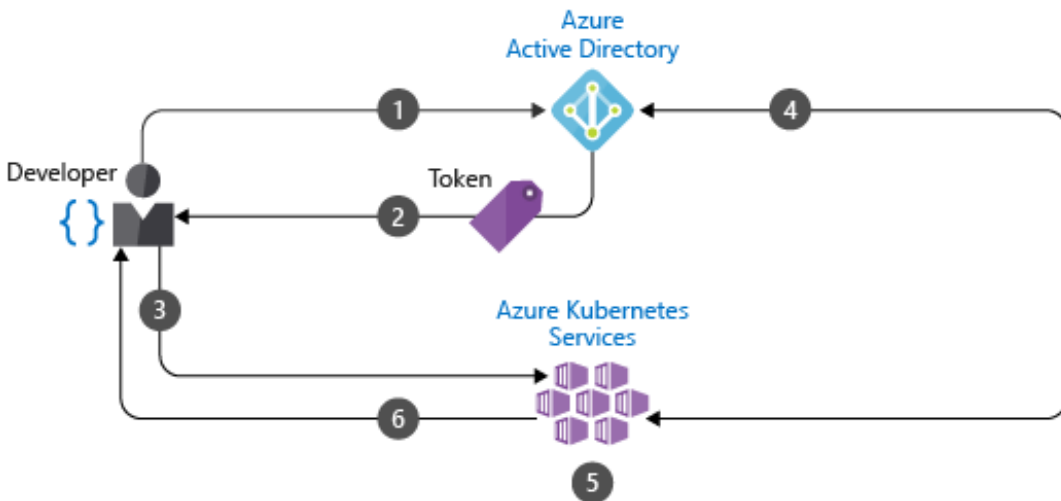 Azure
Active Directory
1
4
Developer
Token
{ }
2
3
Azure Kubernetes
Services
6
5